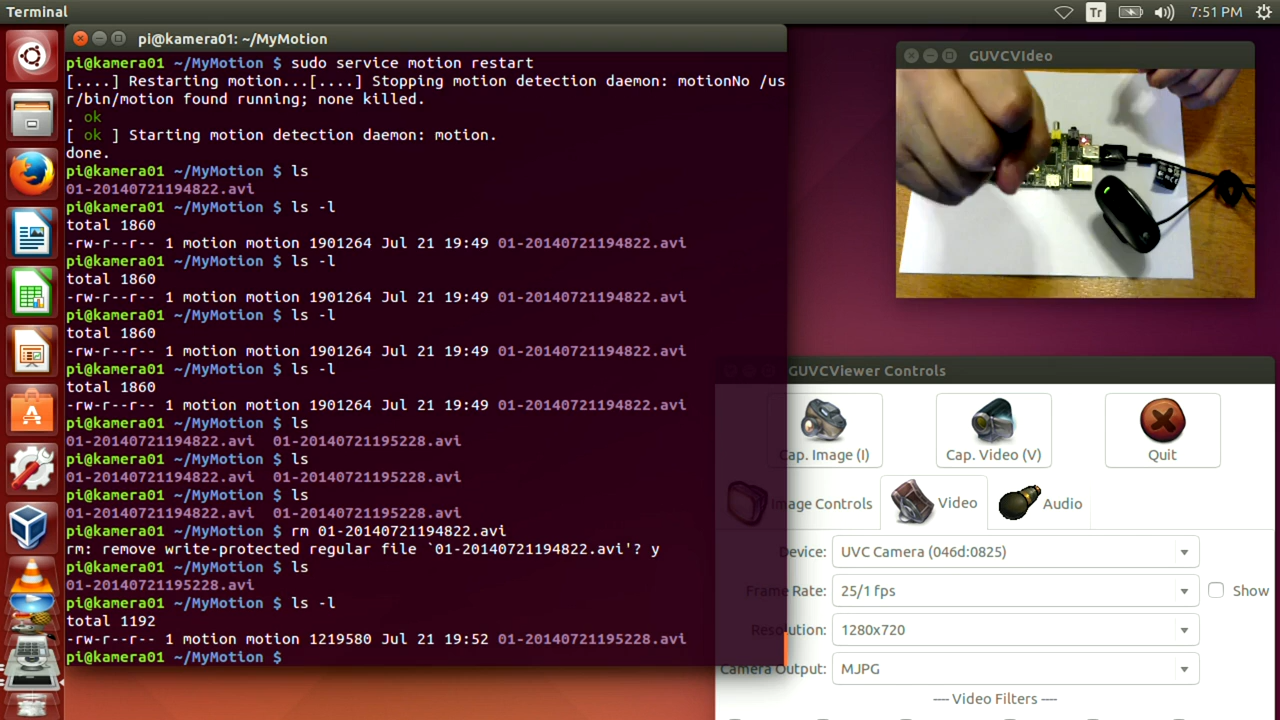 Terminal
Tr
7:51 PM
pi@kamera01: ~/MyMotion
pi@kamera01 ~/MyMotion $ sudo service motion restart
[....] Restarting motion...[....] Stopping motion detection daemon: motionNo /us
r/bin/motion found running; none killed.
. ok
[ ok ] Starting motion detection daemon: motion.
done.
pi@kamera01 ~/MyMotion $ ls
01-20140721194822.avi
pi@kamera01 ~/MyMotion $ ls -l
total 1860
-rw-r--r-- 1 motion motion 1901264 Jul 21 19:49 01-20140721194822.avi
pi@kamera01 ~/MyMotion $ ls -l
total 1860
-rw-r--r-- 1 motion motion 1901264 Jul 21 19:49 01-20140721194822.avi
pi@kamera01 ~/MyMotion $ ls -l
total 1860
-rw-r--r-- 1 motion motion 1901264 Jul 21 19:49 01-20140721194822.avi
pi@kamera01 ~/MyMotion $ ls -l
total 1860
-rw-r--r-- 1 motion motion 1901264 Jul 21 19:49 01-20140721194822.avi
pi@kamera01 ~/MyMotion $ ls
01-20140721194822.avi  01-20140721195228.avi
pi@kamera01 ~/MyMotion $ ls
01-20140721194822.avi  01-20140721195228.avi
pi@kamera01 ~/MyMotion $ ls
01-20140721194822.avi  01-20140721195228.avi
pi@kamera01 ~/MyMotion $ rm 01-20140721194822.avi
rm: remove write-protected regular file `01-20140721194822.avi'? y
pi@kamera01 ~/MyMotion $ ls
01-20140721195228.avi
pi@kamera01 ~/MyMotion $ ls -l
total 1192
-rw-r--r-- 1 motion motion 1219580 Jul 21 19:52 01-20140721195228.avi
pi@kamera01 ~/MyMotion $
GUVCVIdeo
GUVCViewer Controls
Cap. Image (I)
Cap. Video (V)
Quit
Image Controls
Video
Audio
Device: UVC Camera (046d:0825)
Frame Rate: 25/1 fps
Show
Resolution: 1280x720
Camera Output: MJPG
---- Video Filters ----